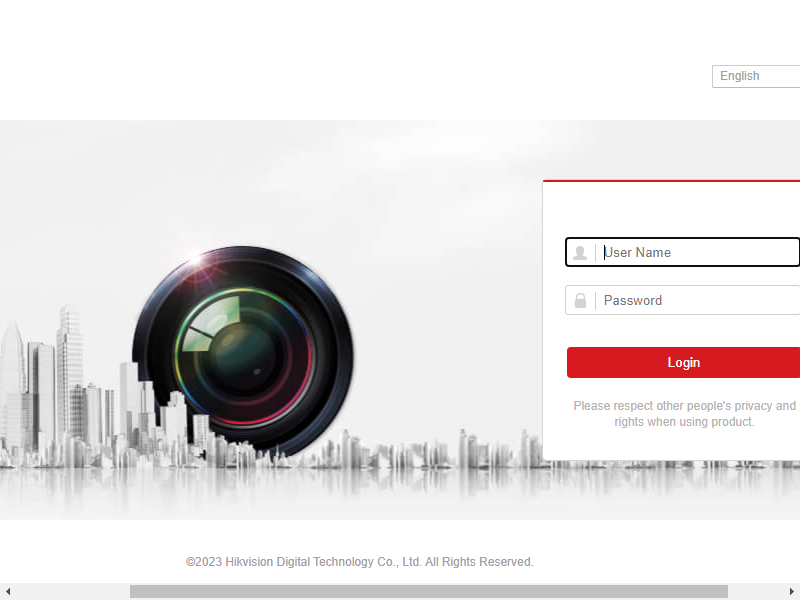 English
User Name
Password
Login
Please respect other people's privacy and
rights when using product.
©2023 Hikvision Digital Technology Co., Ltd. All Rights Reserved.